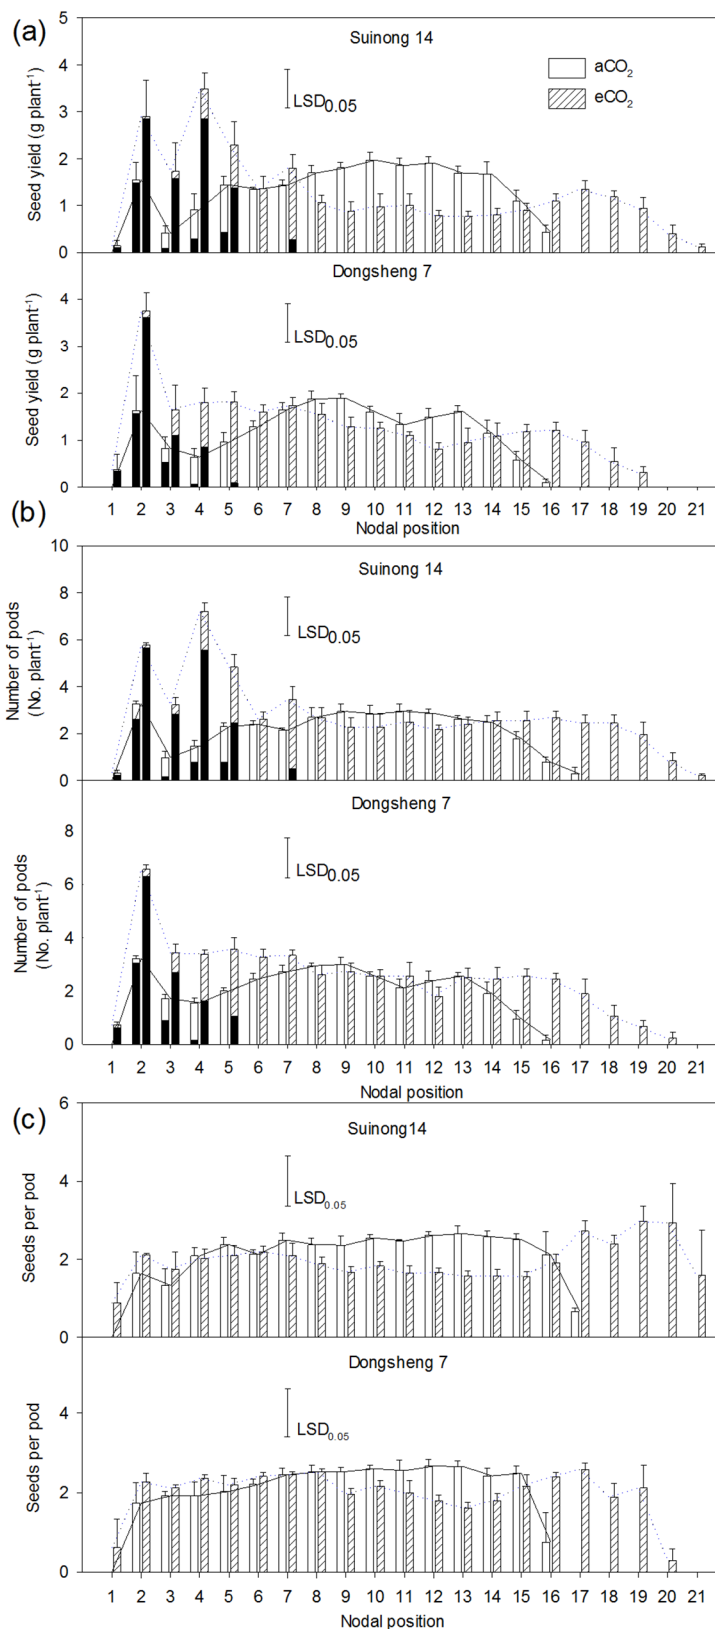 (a)
Suinong 14
aCO2
eCO2
LSD0.05
Seed yield (g plant-1)
5
4
3
2
1
0
Dongsheng 7
LSD0.05
Seed yield (g plant-1)
4
3
2
1
0
1 2 3 4 5 6 7 8 9 10 11 12 13 14 15 16 17 18 19 20 21
Nodal position
(b)
Suinong 14
LSD0.05
Number of pods
(No. plant-1)
10
8
6
4
2
0
Dongsheng 7
LSD0.05
Number of pods
(No. plant-1)
8
6
4
2
0
1 2 3 4 5 6 7 8 9 10 11 12 13 14 15 16 17 18 19 20 21
Nodal position
(c)
Suinong14
LSD0.05
Seeds per pod
6
4
2
0
Dongsheng 7
LSD0.05
Seeds per pod
4
2
0
1 2 3 4 5 6 7 8 9 10 11 12 13 14 15 16 17 18 19 20 21
Nodal position